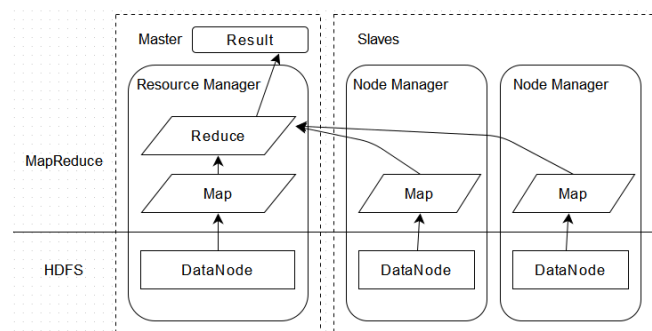 Master
Result
Slaves
Resource Manager
Node Manager
Node Manager
Reduce
MapReduce
Map
Map
Map
HDFS
DataNode
DataNode
DataNode